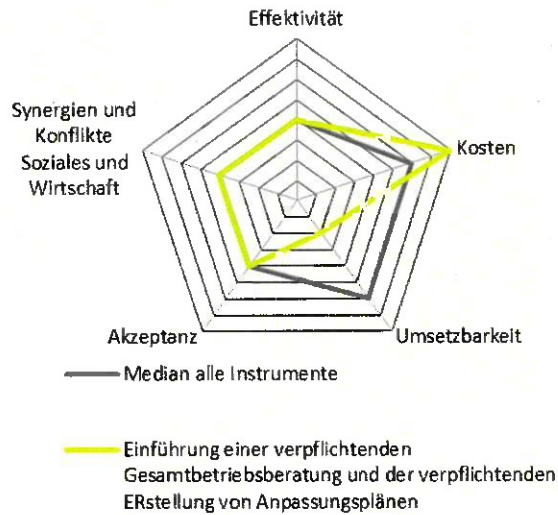 Effektivität
Synergien und
Konflikte
Soziales und
Wirtschaft
Kosten
Akzeptanz
Umsetzbarkeit
Median alle Instrumente
Einführung einer verpflichtenden
Gesamtbetriebsberatung und der verpflichtenden
ERstellung von Anpassungsplänen